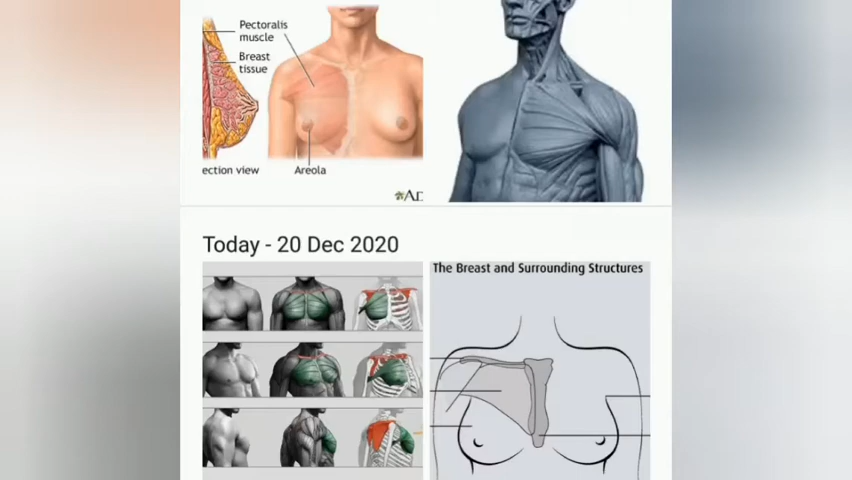 Pectoralis
muscle
Breast
tissue
ection view
Areola
Today - 20 Dec 2020
The Breast and Surrounding Structures